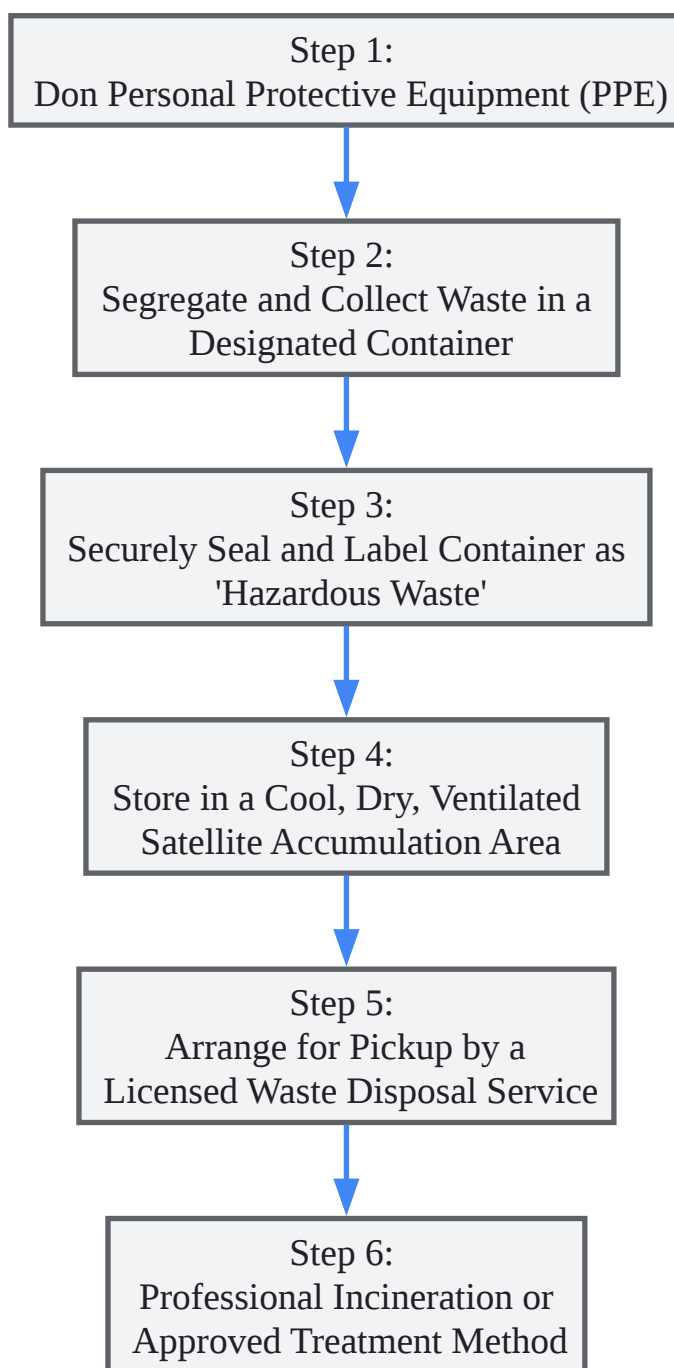 Step 1:
Don Personal Protective Equipment (PPE)
Step 2:
Segregate and Collect Waste in a
Designated Container
Step 3:
Securely Seal and Label Container as
'Hazardous Waste'
Step 4:
Store in a Cool, Dry, Ventilated
Satellite Accumulation Area
Step 5:
Arrange for Pickup by a
Licensed Waste Disposal Service
Step 6:
Professional Incineration or
Approved Treatment Method